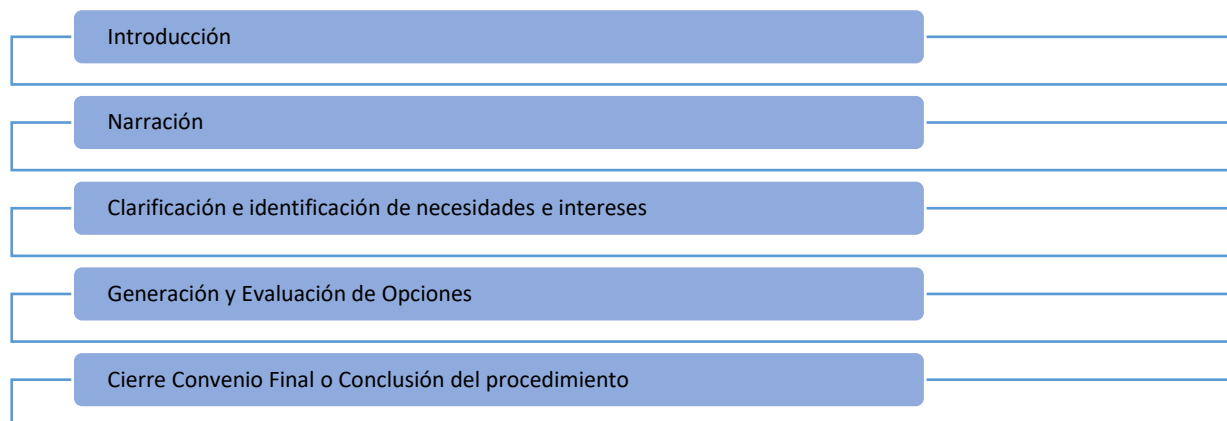 Introducción
Narración
Clarificación e identificación de necesidades e intereses
Generación y Evaluación de Opciones
Cierre Convenio Final o Conclusión del procedimiento